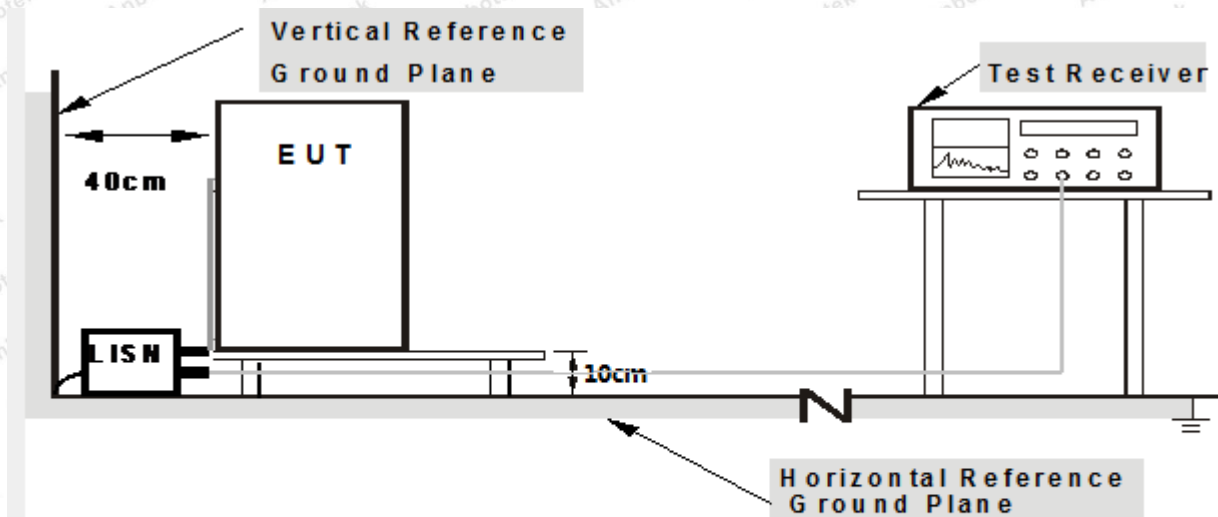 Vertical Reference
Ground Plane
Test Receiver
EUT
40cm
LISN
10cm
Horizontal Reference
Ground Plane